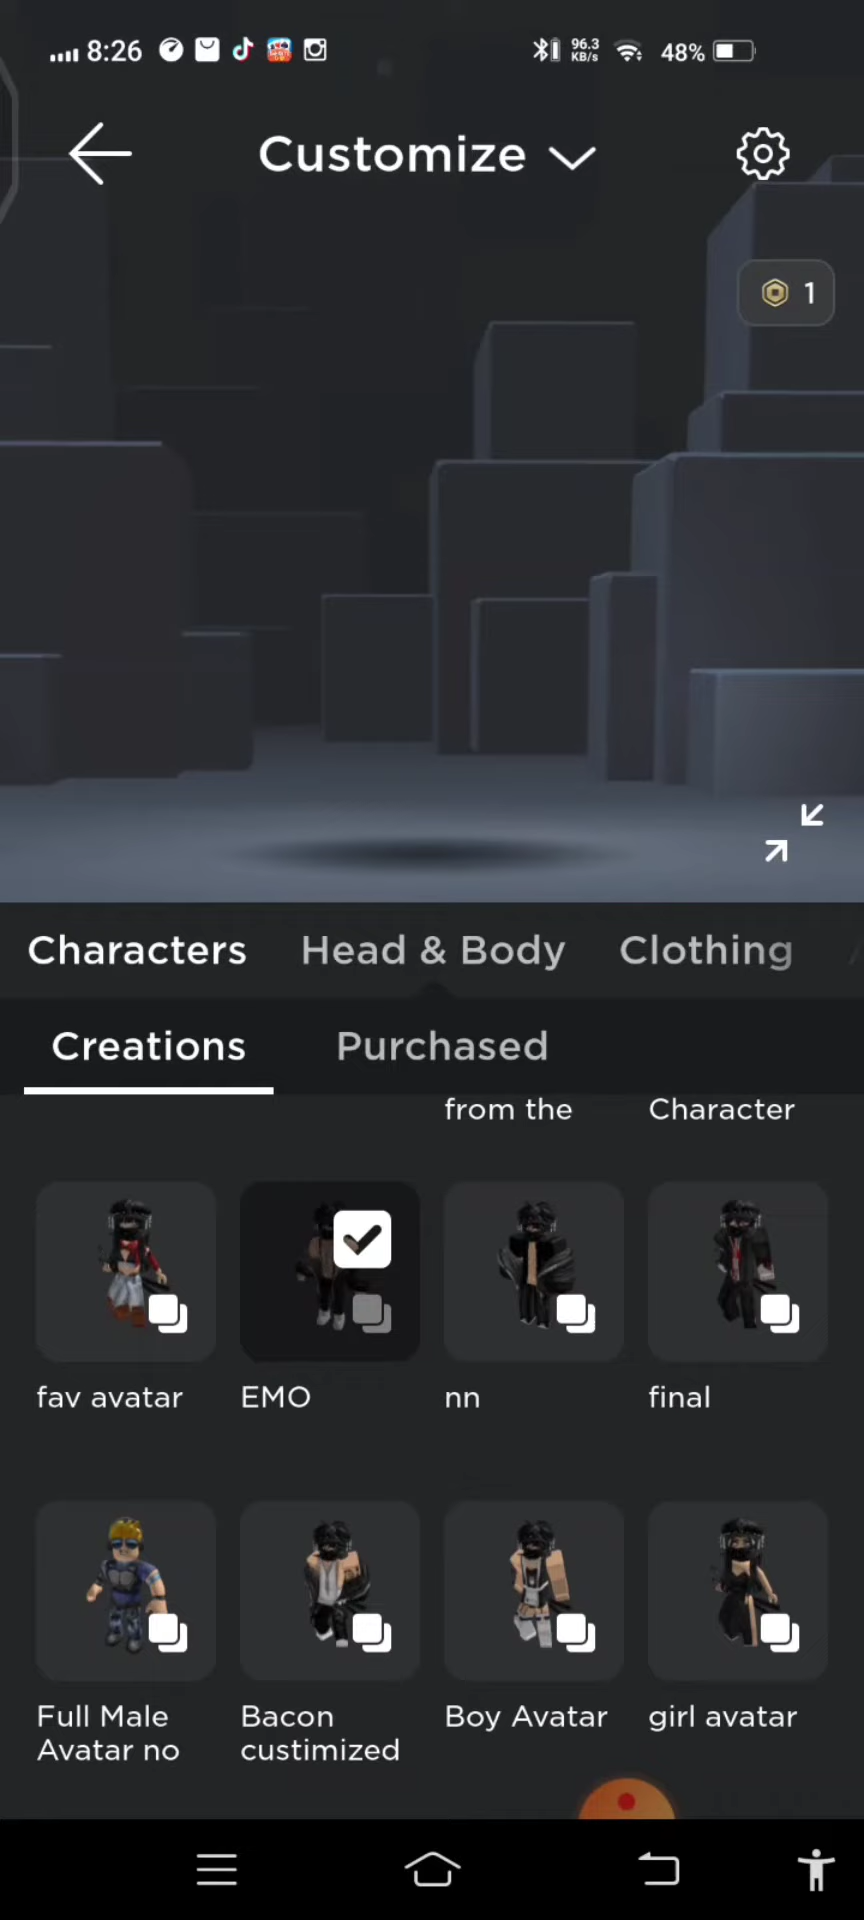 8:26
96.3
KB/s
48%
Customize
1
Characters Head & Body Clothing
Creations Purchased
from the Character
fav avatar EMO nn final
Full Male Bacon Boy Avatar girl avatar
Avatar no custimized